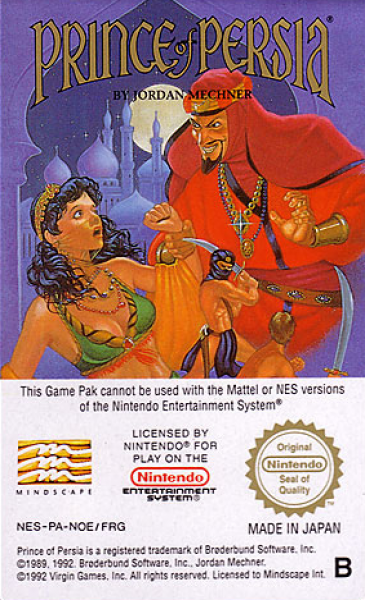 PRINCE of PERSIA®
BY JORDAN MECHNER
This Game Pak cannot be used with the Mattel or NES versions
of the Nintendo Entertainment System®
MINDSCAPE
LICENSED BY
NINTENDO® FOR
PLAY ON THE
Nintendo
ENTERTAINMENT
SYSTEM®
Original
Nintendo
Seal of
Quality
™
NES-PA-NOE/FRG
MADE IN JAPAN
Prince of Persia is a registered trademark of Brøderbund Software, Inc.
©1989, 1992. Brøderbund Software, Inc., Jordan Mechner.
©1992 Virgin Games, Inc. All rights reserved. Licensed to Mindscape Int.
B